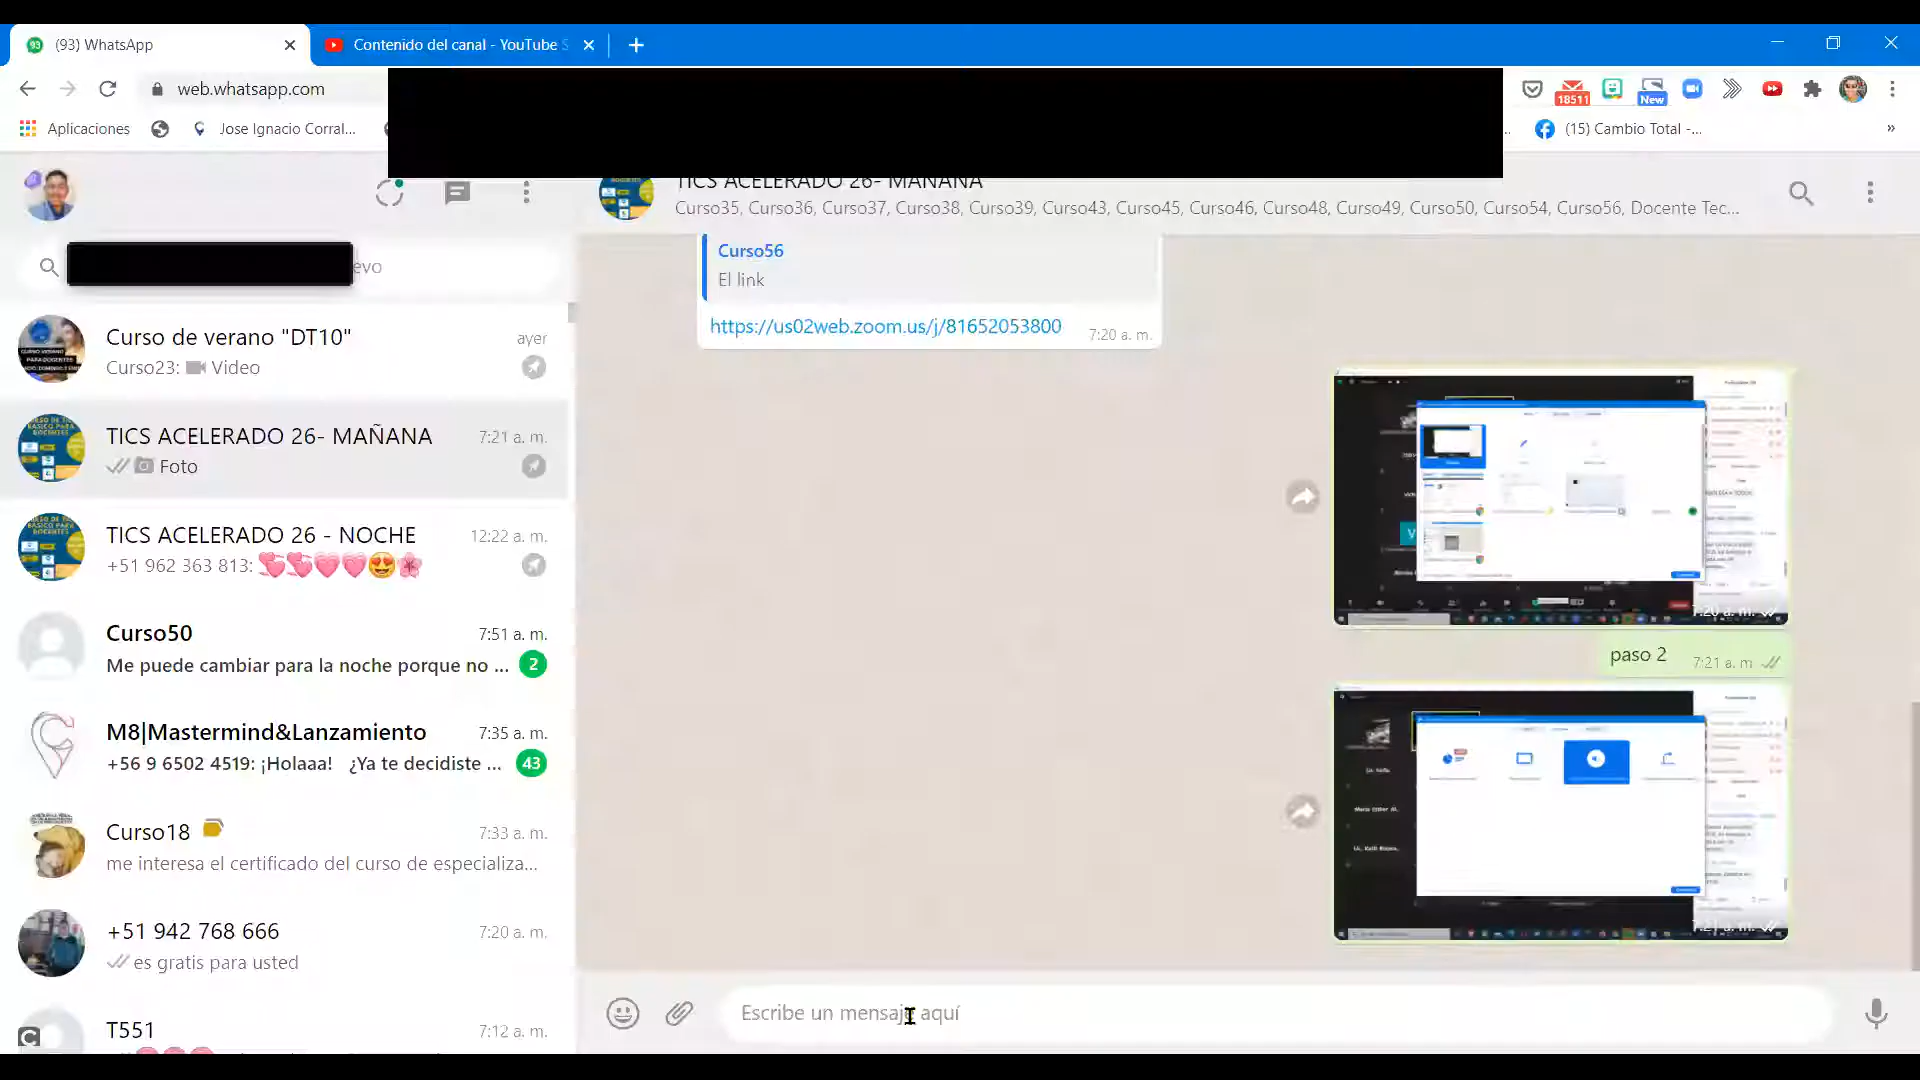 93 (93) WhatsApp
Contenido del canal - YouTube S
web.whatsapp.com
18511
New
Aplicaciones
Jose Ignacio Corral...
(15) Cambio Total -...
»
TICS ACELERADO 26- MAÑANA
Curso35, Curso36, Curso37, Curso38, Curso39, Curso43, Curso45, Curso46, Curso48, Curso49, Curso50, Curso54, Curso56, Docente Tec...
evo
Curso de verano "DT10"
ayer
Curso23: Video
TICS ACELERADO 26- MAÑANA
7:21 a. m.
Foto
TICS ACELERADO 26 - NOCHE
12:22 a. m.
+51 962 363 813: 💞💞💗💗😍🌸
Curso50
7:51 a. m.
Me puede cambiar para la noche porque no ...
2
M8|Mastermind&Lanzamiento
7:35 a. m.
+56 9 6502 4519: ¡Holaaa! ¿Ya te decidiste ...
43
Curso18
7:33 a. m.
me interesa el certificado del curso de especializa...
+51 942 768 666
7:20 a. m.
es gratis para usted
T551
7:12 a. m.
Curso56
El link
https://us02web.zoom.us/j/81652053800
7:20 a. m.
7:20 a. m.
paso 2
7:21 a. m
7:21 a. m.
Escribe un mensaje aquí